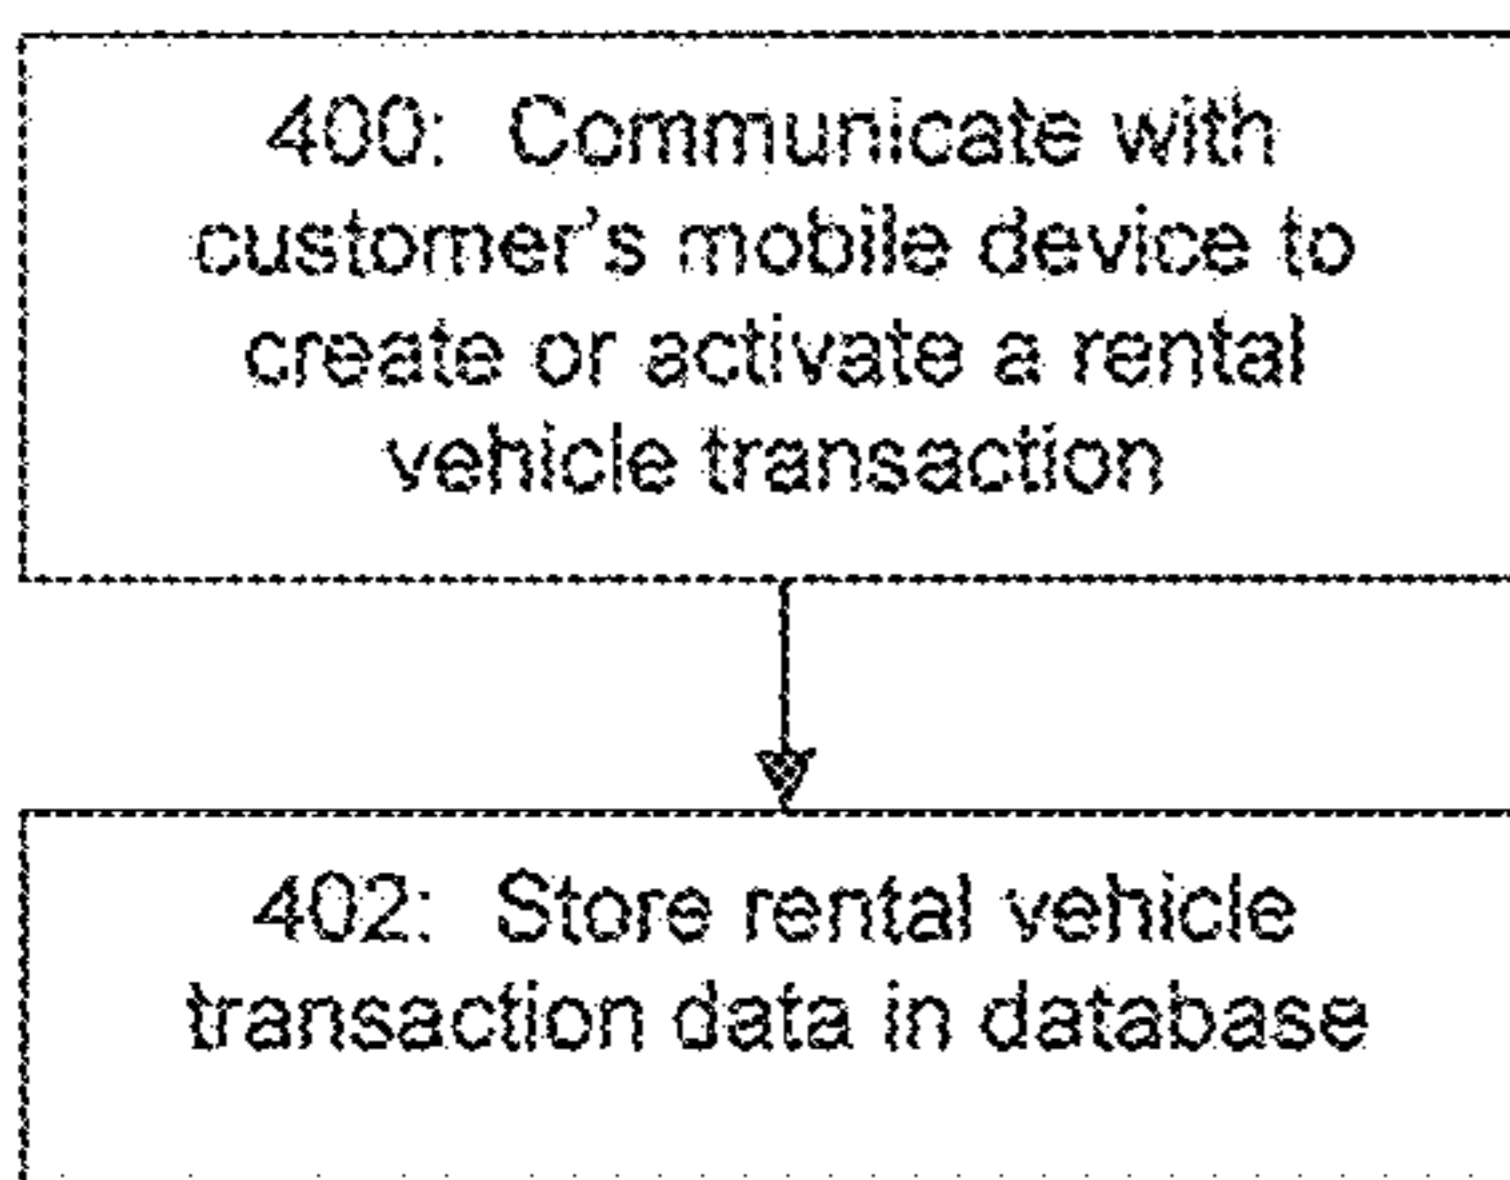 400: Communicate with
customer's mobile device to
create or activate a rental
vehicle transaction
402: Store rental vehicle
transaction data in database